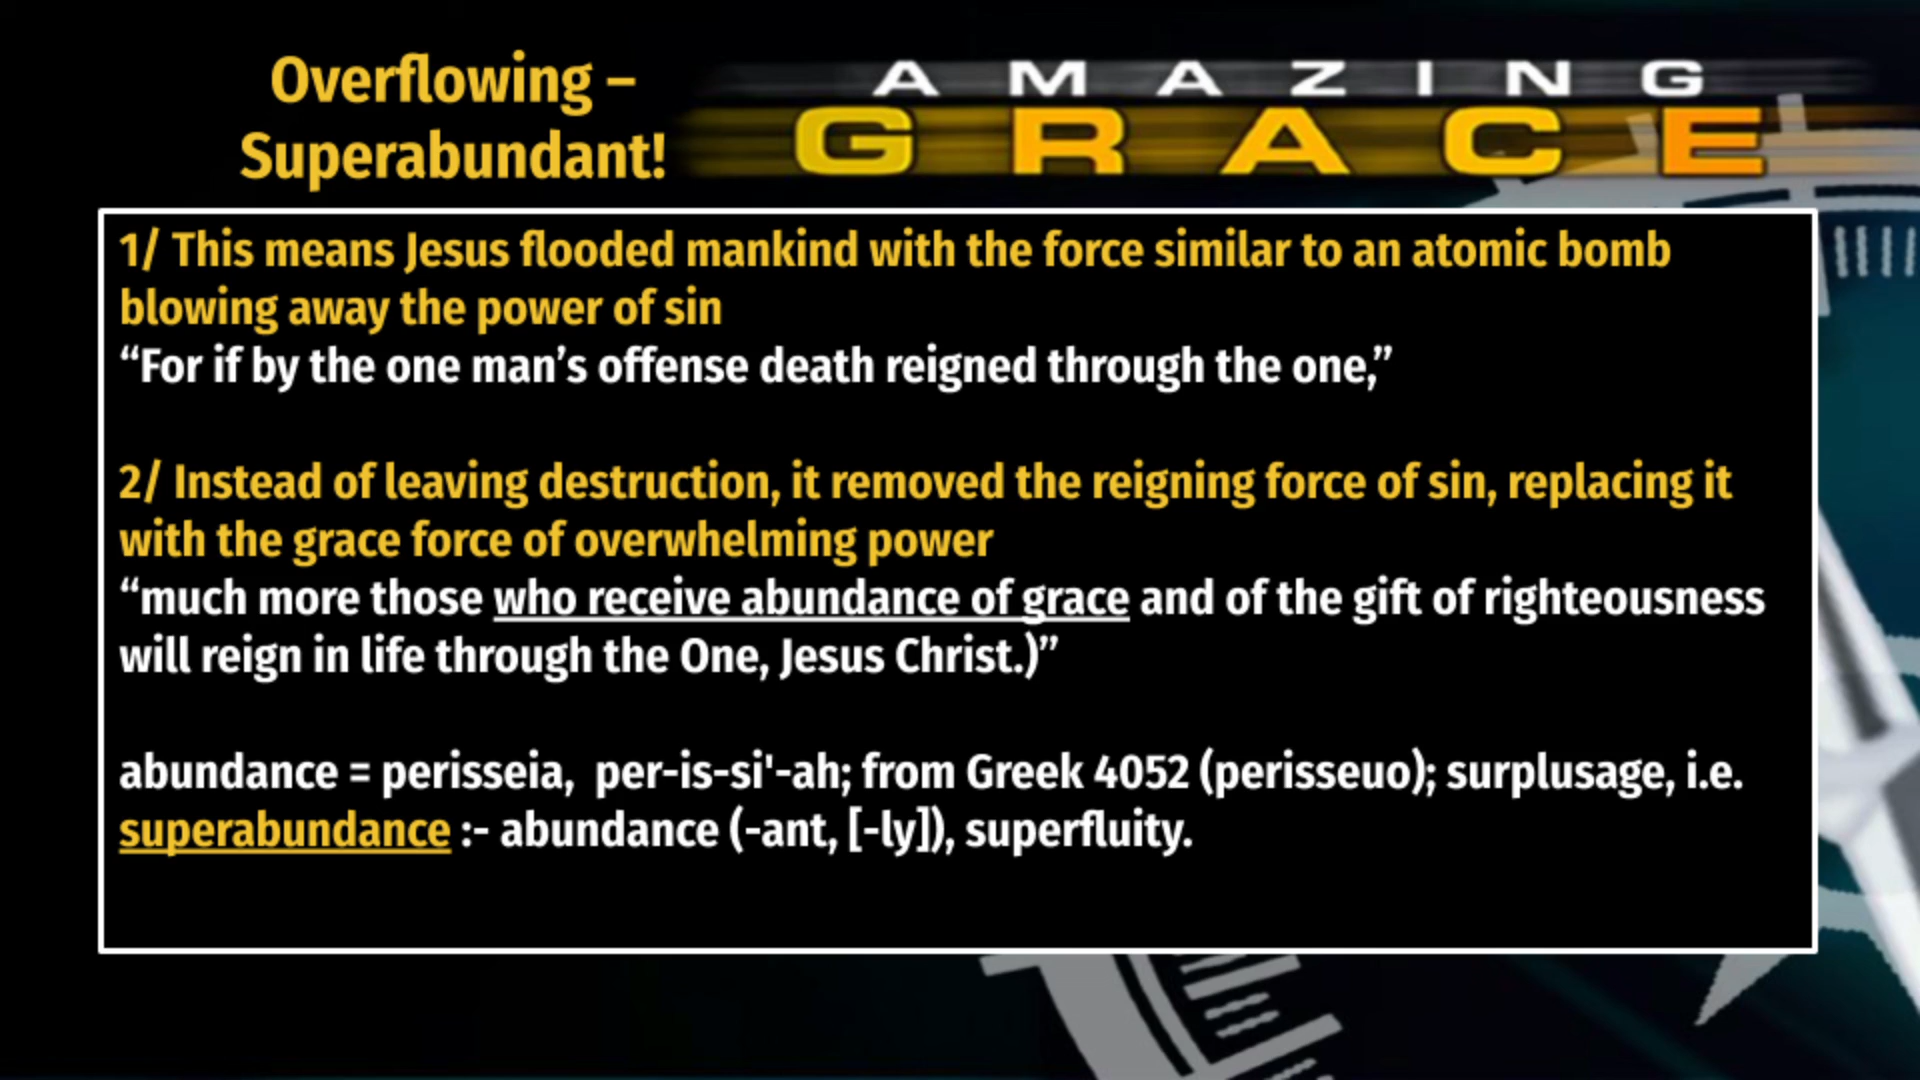 Overflowing –
Superabundant!
AMAZING
GRACE
1/ This means Jesus flooded mankind with the force similar to an atomic bomb
blowing away the power of sin
“For if by the one man’s offense death reigned through the one,”
2/ Instead of leaving destruction, it removed the reigning force of sin, replacing it
with the grace force of overwhelming power
“much more those who receive abundance of grace and of the gift of righteousness
will reign in life through the One, Jesus Christ.)”
abundance = perisseia,  per-is-si'-ah; from Greek 4052 (perisseuo); surplusage, i.e.
superabundance :- abundance (-ant, [-ly]), superfluity.